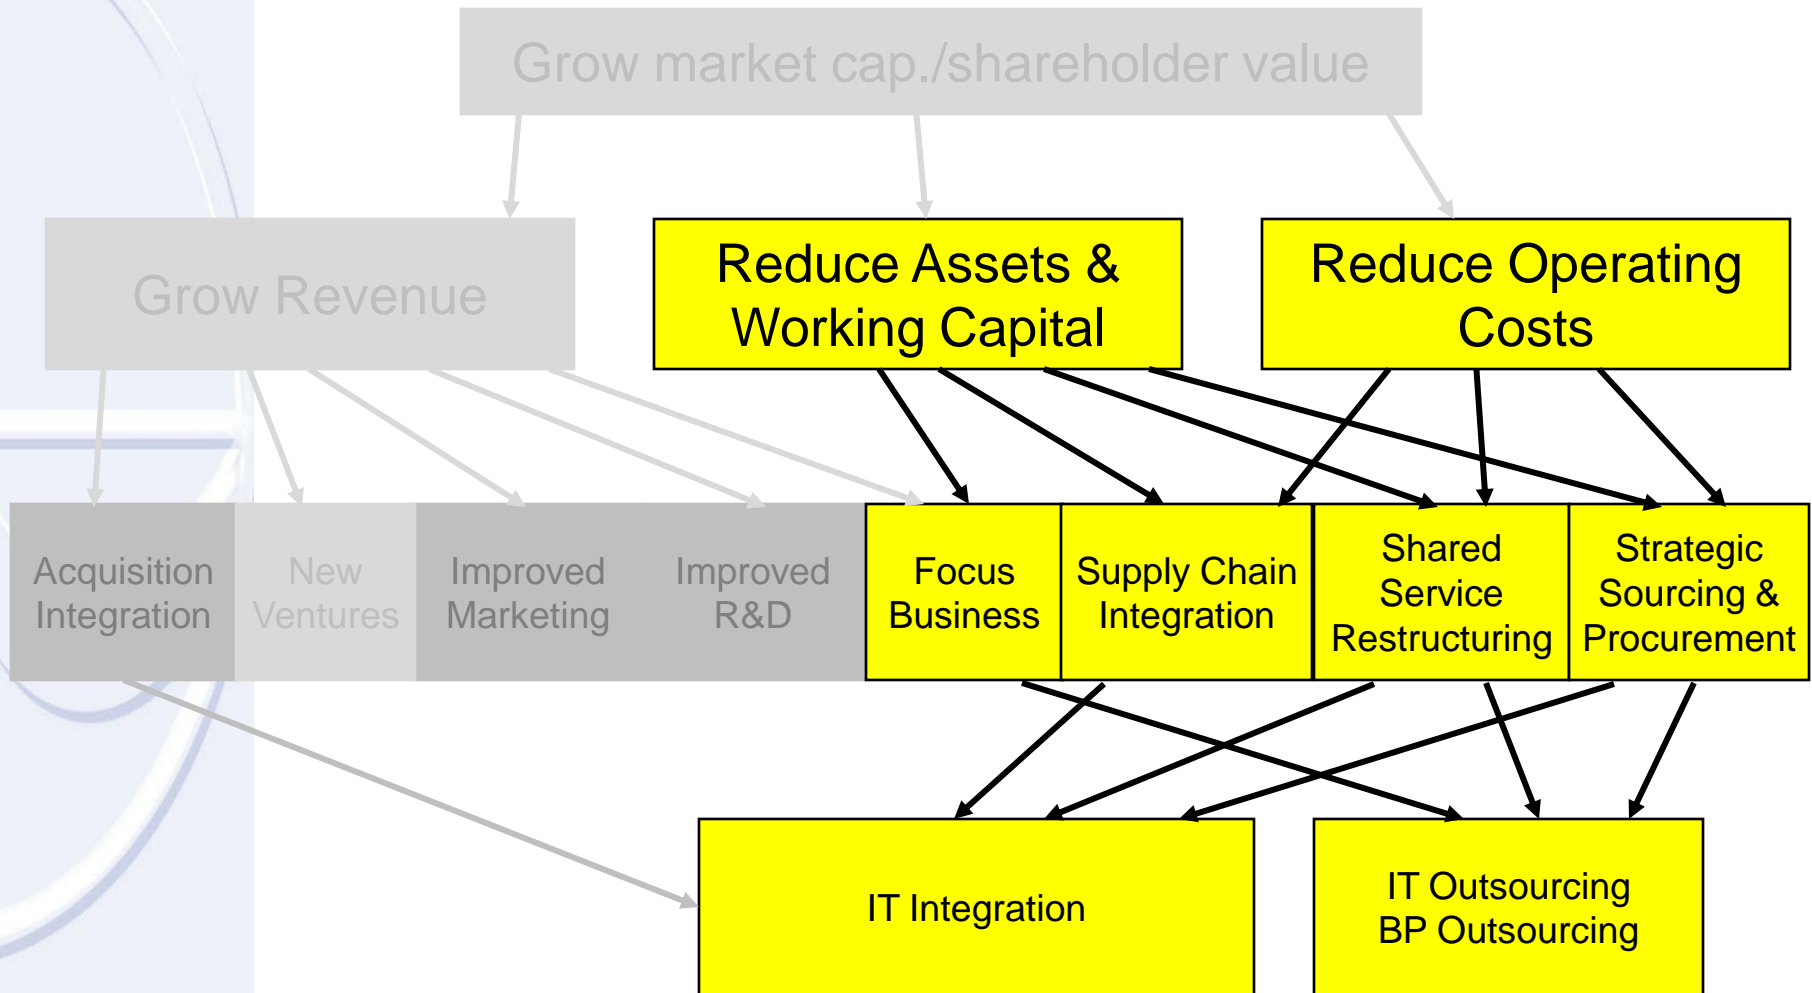 Grow market cap./shareholder value
Grow Revenue
Reduce Assets &
Working Capital
Reduce Operating
Costs
Acquisition
Integration
New
Ventures
Improved
Marketing
Improved
R&D
Focus
Business
Supply Chain
Integration
Shared
Service
Restructuring
Strategic
Sourcing &
Procurement
IT Integration
IT Outsourcing
BP Outsourcing